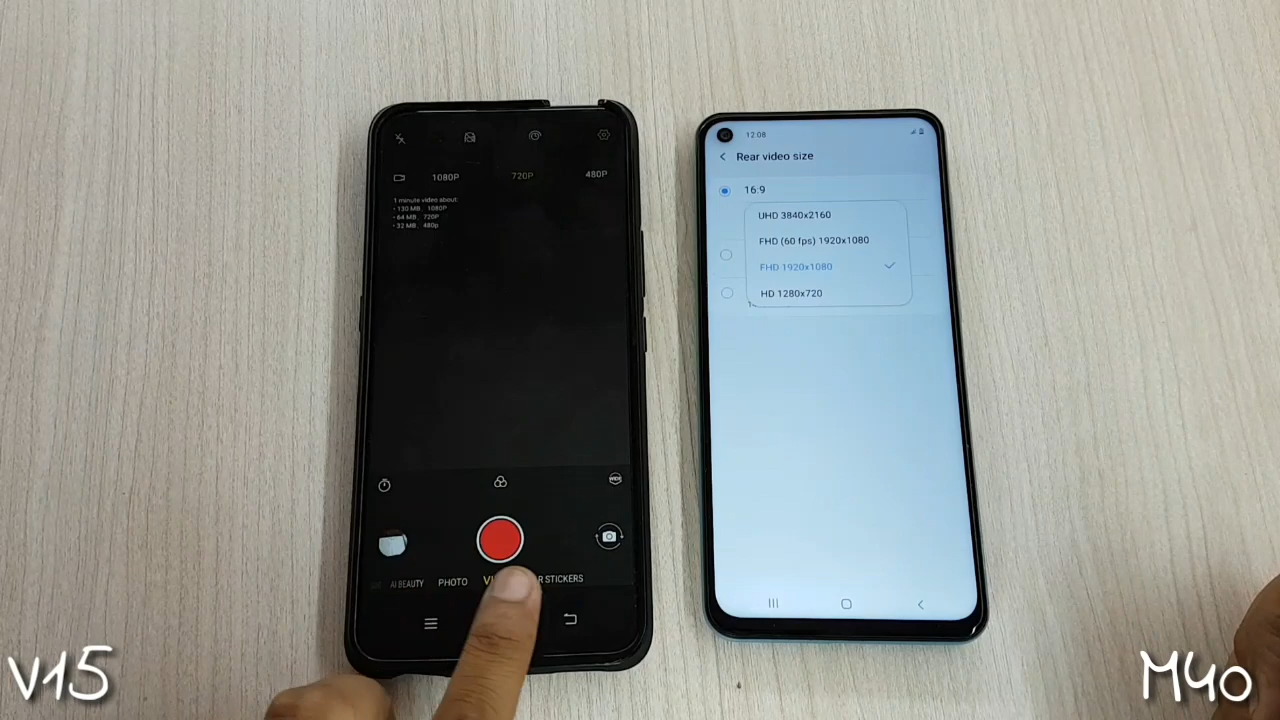 1080P 720P 480P
1 minute video about:
• 130 MB, 1080P
• 64 MB, 720P
• 32 MB, 480p
WIDE
AI BEAUTY PHOTO STICKERS
12:08
Rear video size
16:9
UHD 3840x2160
FHD (60 fps) 1920x1080
FHD 1920x1080
HD 1280x720
V15
M40